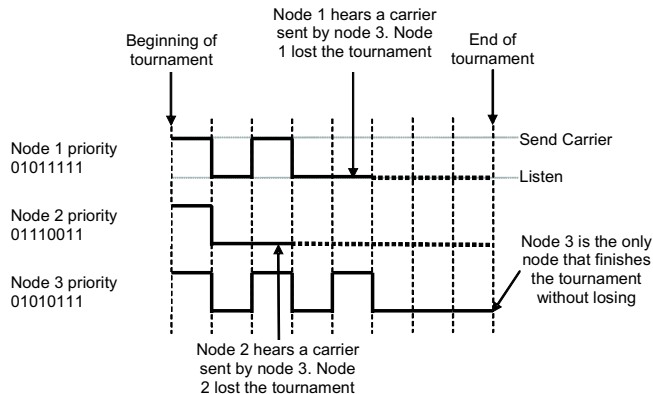 Node 1 hears a carrier
sent by node 3. Node
1 lost the tournament
Beginning of
tournament
End of
tournament
Node 1 priority
01011111
Send Carrier
Listen
Node 2 priority
01110011
Node 3 priority
01010111
Node 3 is the only
node that finishes
the tournament
without losing
Node 2 hears a carrier
sent by node 3. Node
2 lost the tournament